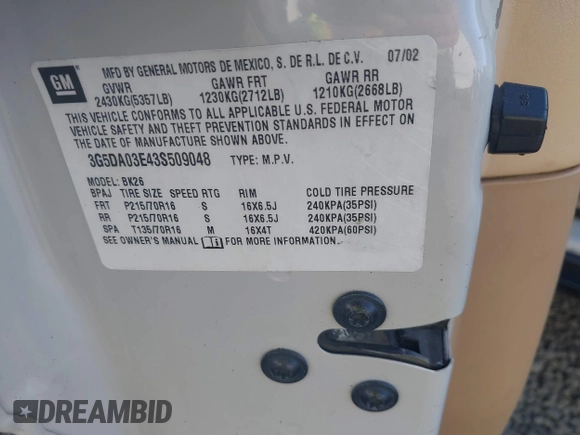 GM
MFD BY GENERAL MOTORS DE MEXICO, S. DE R.L. DE C.V. 07/02
GVWR GAWR FRT GAWR RR
2430KG(5357LB) 1230KG(2712LB) 1210KG(2668LB)
THIS VEHICLE CONFORMS TO ALL APPLICABLE U.S. FEDERAL MOTOR
VEHICLE SAFETY AND THEFT PREVENTION STANDARDS IN EFFECT ON
THE DATE OF MANUFACTURE SHOWN ABOVE.
3G5DA03E43S509048 TYPE: M.P.V.
MODEL: BK26
BPAJ TIRE SIZE SPEED RTG RIM COLD TIRE PRESSURE
FRT P215/70R16 S 16X6.5J 240KPA(35PSI)
RR P215/70R16 S 16X6.5J 240KPA(35PSI)
SPA T135/70R16 M 16X4T 420KPA(60PSI)
SEE OWNER'S MANUAL FOR MORE INFORMATION.
DREAMBID